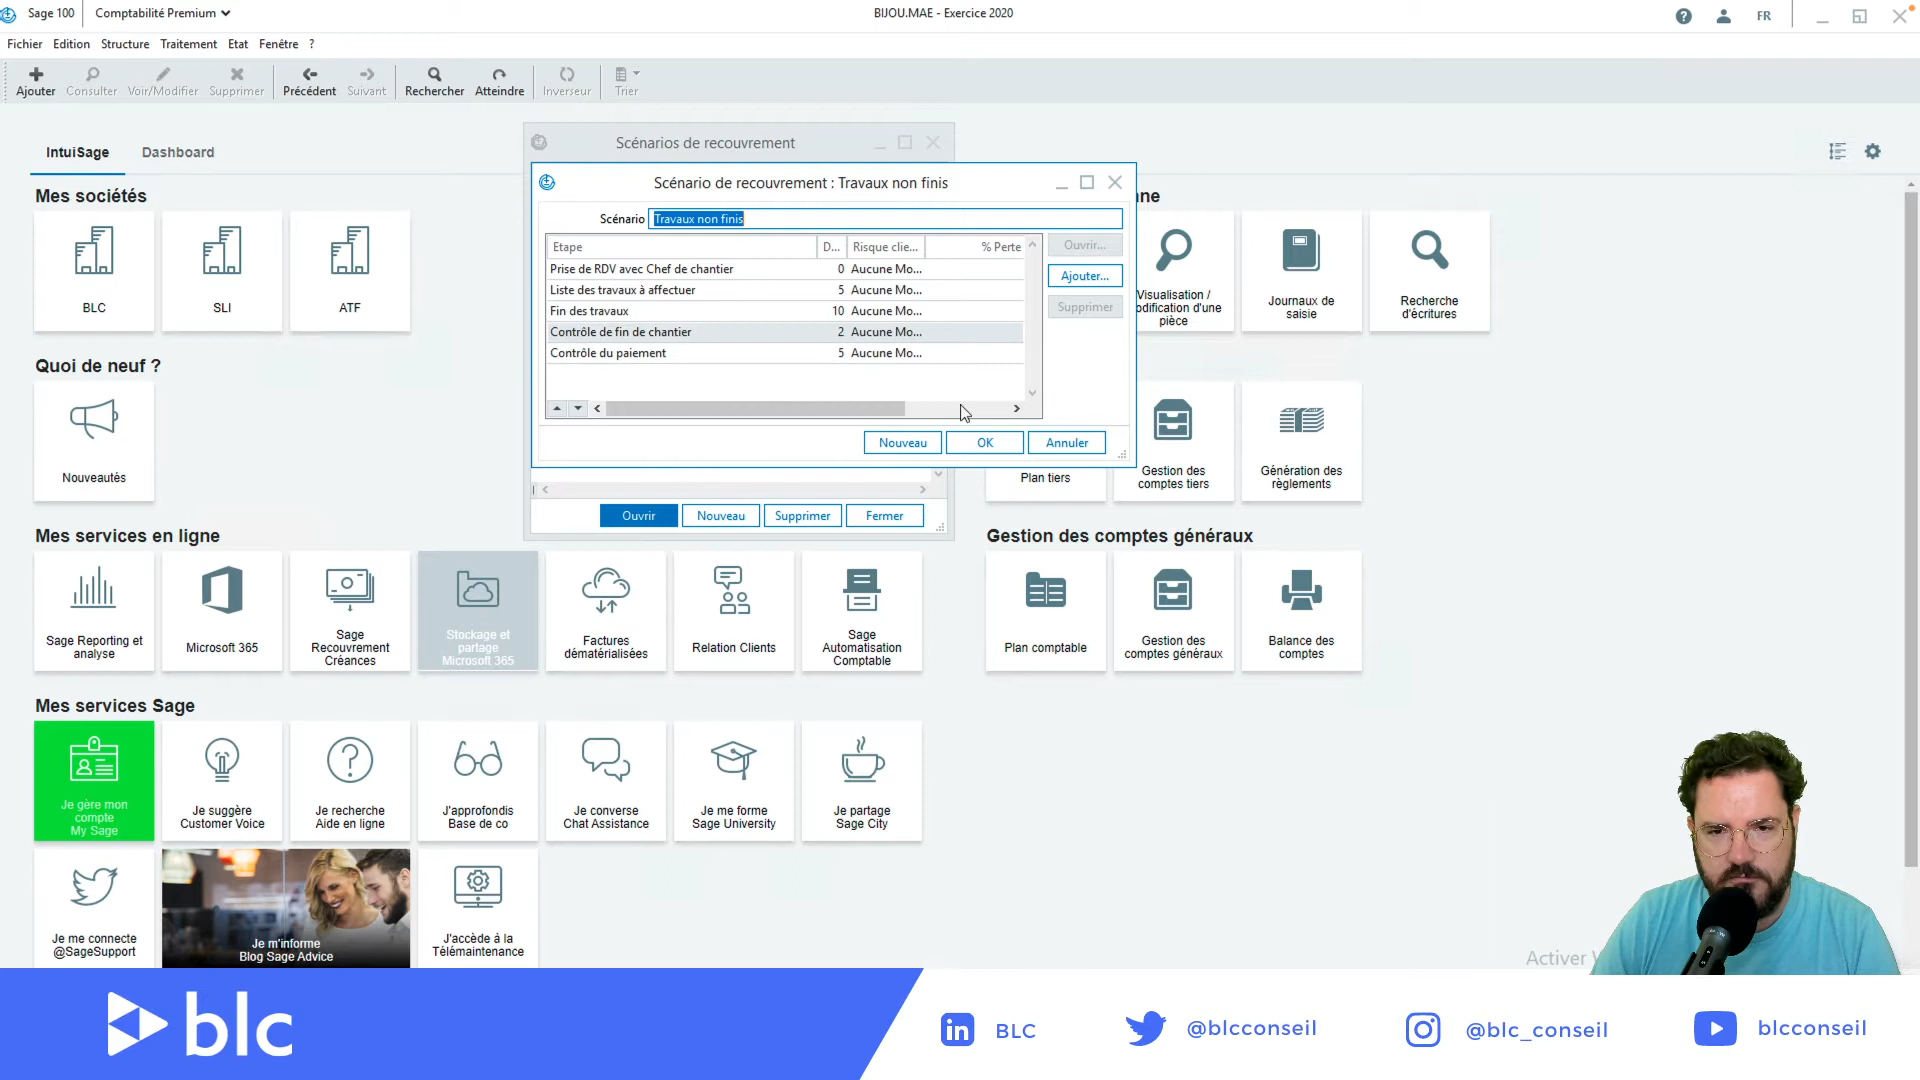 Sage 100
Comptabilité Premium
BIJOU.MAE - Exercice 2020
FR
Fichier Edition Structure Traitement Etat Fenêtre ?
Ajouter Consulter Voir/Modifier Supprimer Précédent Suivant Rechercher Atteindre Inverseur Trier
IntuiSage Dashboard
Mes sociétés
BLC
SLI
ATF
Quoi de neuf ?
Nouveautés
Scénarios de recouvrement
Scénario de recouvrement : Travaux non finis
Scénario Travaux non finis
Etape D... Risque clie... % Perte
Prise de RDV avec Chef de chantier 0 Aucune Mo...
Liste des travaux à affectuer 5 Aucune Mo...
Fin des travaux 10 Aucune Mo...
Contrôle de fin de chantier 2 Aucune Mo...
Contrôle du paiement 5 Aucune Mo...
Ouvrir...
Ajouter...
Supprimer
Nouveau OK Annuler
Ouvrir Nouveau Supprimer Fermer
ne
Visualisation /
odification d'une
pièce
Journaux de
saisie
Recherche
d'écritures
Plan tiers
Gestion des
comptes tiers
Génération des
règlements
Mes services en ligne
Sage Reporting et
analyse
Microsoft 365
Sage
Recouvrement
Créances
Stockage et
partage
Microsoft 365
Factures
dématérialisées
Relation Clients
Sage
Automatisation
Comptable
Gestion des comptes généraux
Plan comptable
Gestion des
comptes généraux
Balance des
comptes
Mes services Sage
Je gère mon
compte
My Sage
Je suggère
Customer Voice
Je recherche
Aide en ligne
J'approfondis
Base de co
Je converse
Chat Assistance
Je me forme
Sage University
Je partage
Sage City
Je me connecte
@SageSupport
Je m'informe
Blog Sage Advice
J'accède à la
Télémaintenance
Activer
blc
in BLC
@blcconseil
@blc_conseil
blcconseil